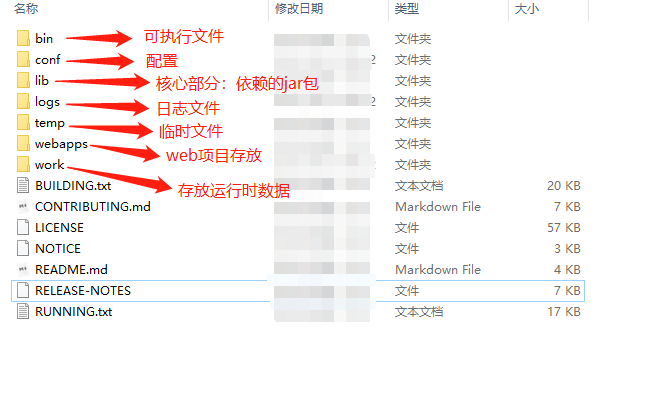 名称 修改日期 类型 大小
bin 可执行文件 文件夹
conf 配置 2 文件夹
lib 核心部分：依赖的jar包 文件夹
logs 日志文件 2 文件夹
temp 临时文件 文件夹
webapps web项目存放 文件夹
work 存放运行时数据 文件夹
BUILDING.txt 文本文档 20 KB
CONTRIBUTING.md Markdown File 7 KB
LICENSE 文件 57 KB
NOTICE 文件 3 KB
README.md Markdown File 4 KB
RELEASE-NOTES 文件 7 KB
RUNNING.txt 文本文档 17 KB